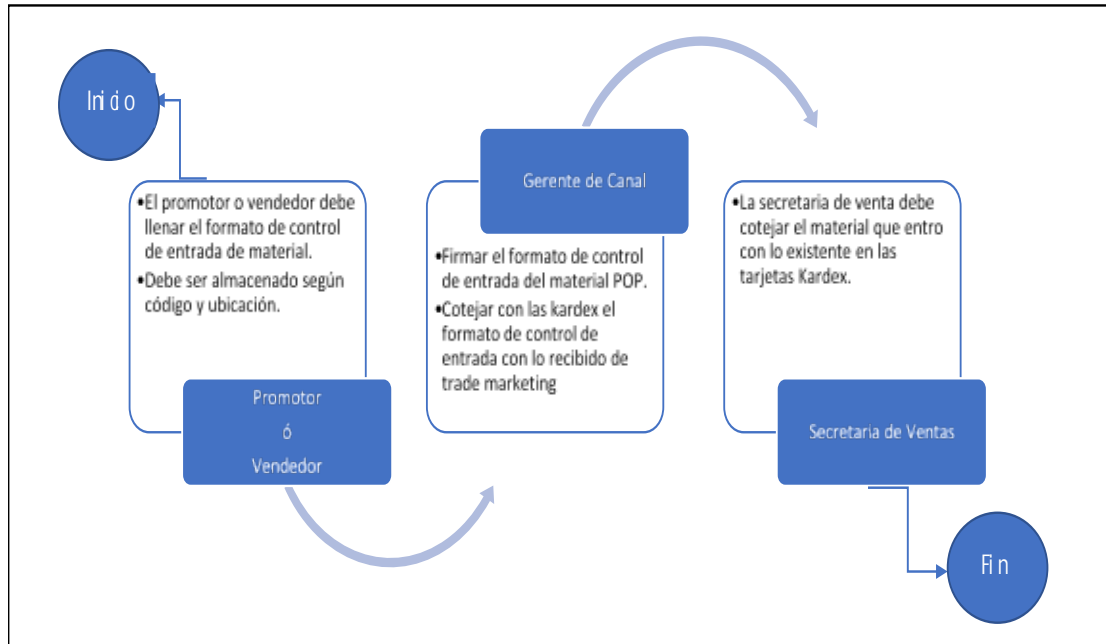 Inicio
•El promotor o vendedor debe
llenar el formato de control
de entrada de material.
•Debe ser almacenado según
código y ubicación.
Promotor
ó
Vendedor
Gerente de Canal
•Firmar el formato de control
de entrada del material POP.
•Cotejar con las kardex el
formato de control de
entrada con lo recibido de
trade marketing
•La secretaria de venta debe
cotejar el material que entro
con lo existente en las
tarjetas Kardex.
Secretaria de Ventas
Fin